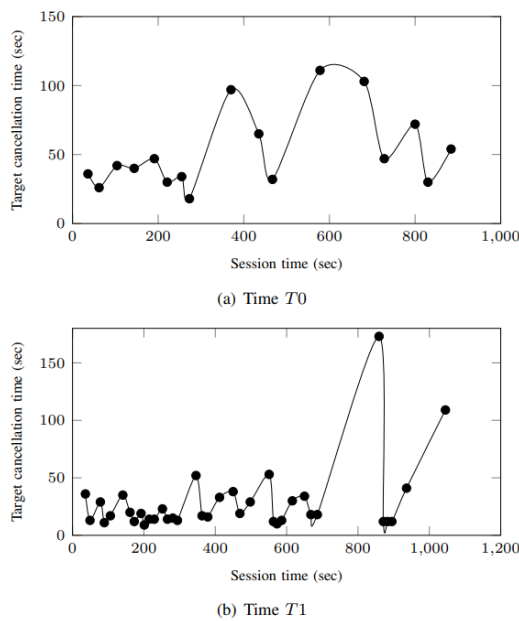 150
100
50
0
Target cancellation time (sec)
0 200 400 600 800 1,000
Session time (sec)
(a) Time T0
150
100
50
0
Target cancellation time (sec)
0 200 400 600 800 1,000 1,200
Session time (sec)
(b) Time T1